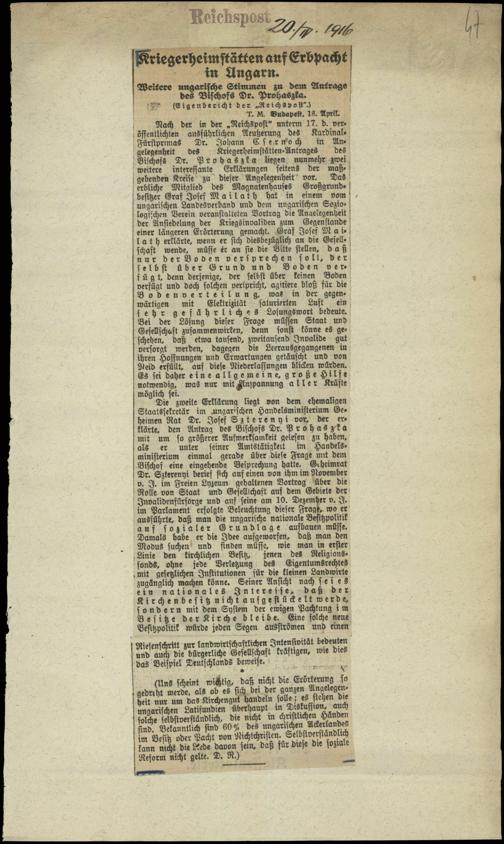 Reichspost
20/IV. 1916
47
Kriegerheimstätten auf Erbpacht
in Ungarn.
Weitere ungarische Stimmen zu dem Antrage
des Bischofs Dr. Prohaszka.
(Eigenbericht der „Reichspost".)
T. M. Budapest, 18. April.
Nach der in der „Reichspost" unterm 17. d. ver-
öffentlichten ausführlichen Aeußerung des Kardinal-
Fürstprimas Dr. Johann Csernoch in An-
gelegenheit des Kriegerheimstätten-Antrages des
Bischofs Dr. Prohaszka liegen nunmehr zwei
weitere interessante Erklärungen seitens der maß-
gebenden Kreise zu dieser Angelegenheit vor. Das
erbliche Mitglied des Magnatenhauses Großgrund-
besitzer Graf Josef Mailath hat in einem vom
ungarischen Landesverband und dem ungarischen Sozio-
logischen Verein veranstalteten Vortrag die Angelegenheit
der Ansiedelung der Kriegsinvaliden zum Gegenstande
einer längeren Erörterung gemacht. Graf Josef Mai-
lath erklärte, wenn er sich diesbezüglich an die Gesell-
schaft wende, müsse er an sie die Bitte stellen, daß
nur der Boden versprechen soll, der
selbst über Grund und Boden ver-
fügt, denn derjenige, der selbst über keinen Boden
verfügt und doch solchen verspricht, agitiere bloß für die
Bodenverteilung, was in der gegen-
wärtigen mit Elektrizität saturierten Luft ein
sehr gefährliches Losungswort bedeute.
Bei der Lösung dieser Frage müssen Staat und
Gesellschaft zusammenwirken, denn sonst könne es ge-
schehen, daß etwa tausend, zweitausend Invalide gut
versorgt werden, dagegen die Leerausgegangenen in
ihren Hoffnungen und Erwartungen getäuscht und von
Neid erfüllt, auf diese Niederlassungen blicken würden.
Es sei daher eine allgemeine, große Hilfe
notwendig, was nur mit Anspannung aller Kräfte
möglich sei.
Die zweite Erklärung liegt von dem ehemaligen
Staatssekretär im ungarischen Handelsministerium Ge-
heimen Rat Dr. Josef Szterenyi vor, der er-
klärte, den Antrag des Bischofs Dr. Prohaszka
mit um so größerer Aufmerksamkeit gelesen zu haben,
als er unter seiner Amtstätigkeit im Handels-
ministerium einmal gerade über diese Frage mit dem
Bischof eine eingehende Besprechung hatte. Geheimrat
Dr. Szterenyi berief sich auf einen von ihm im November
v. J. im Freien Lyzeum gehaltenen Vortrag über die
Rolle von Staat und Gesellschaft auf dem Gebiete der
Invalidenfürsorge und auf seine am 10. Dezember v. J.
im Parlament erfolgte Beleuchtung dieser Frage, wo er
ausführte, daß man die ungarische nationale Besitzpolitik
auf sozialer Grundlage aufbauen müsse.
Damals habe er die Idee aufgeworfen, daß man den
Modus suchen und finden müsse, wie man in erster
Linie den kirchlichen Besitz, jenen des Religions-
fonds, ohne jede Verletzung des Eigentumsrechtes
mit gesetzlichen Institutionen für die kleinen Landwirte
zugänglich machen könne. Seiner Ansicht nach sei es
ein nationales Interesse, daß der
Kirchenbesitz nicht aufgestückelt werde,
sondern mit dem System der ewigen Pachtung im
Besitze der Kirche bleibe. Eine solche neue
Besitzpolitik würde jeden Segen ausströmen und einen
Riesenschritt zur landwirtschaftlichen Intensivität bedeuten
und auch die bürgerliche Gesellschaft kräftigen, wie dies
das Beispiel Deutschlands beweise.
*
(Uns scheint wichtig, daß nicht die Erörterung so
gedreht werde, als ob es sich bei der ganzen Angelegen-
heit nur um das Kirchengut handeln solle; es stehen die
ungarischen Latifundien überhaupt in Diskussion, auch
solche selbstverständlich, die nicht in christlichen Händen
sind. Bekanntlich sind 60% des ungarischen Ackerlandes
im Besitz oder Pacht von Nichtchristen. Selbstverständlich
kann nicht die Rede davon sein, daß für diese die soziale
Reform nicht gelte. D. R.)